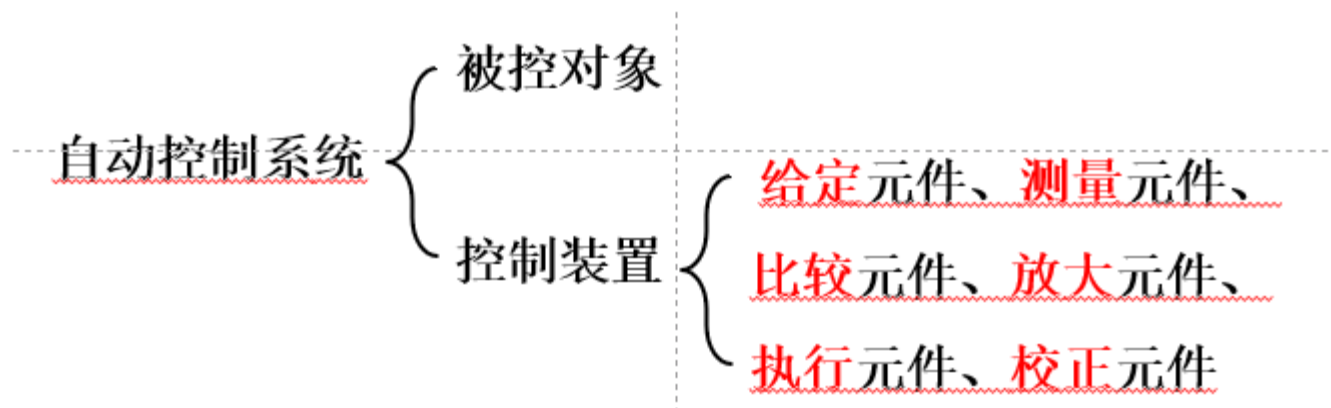 被控对象
自动控制系统
给定元件、测量元件、
控制装置
比较元件、放大元件、
执行元件、校正元件